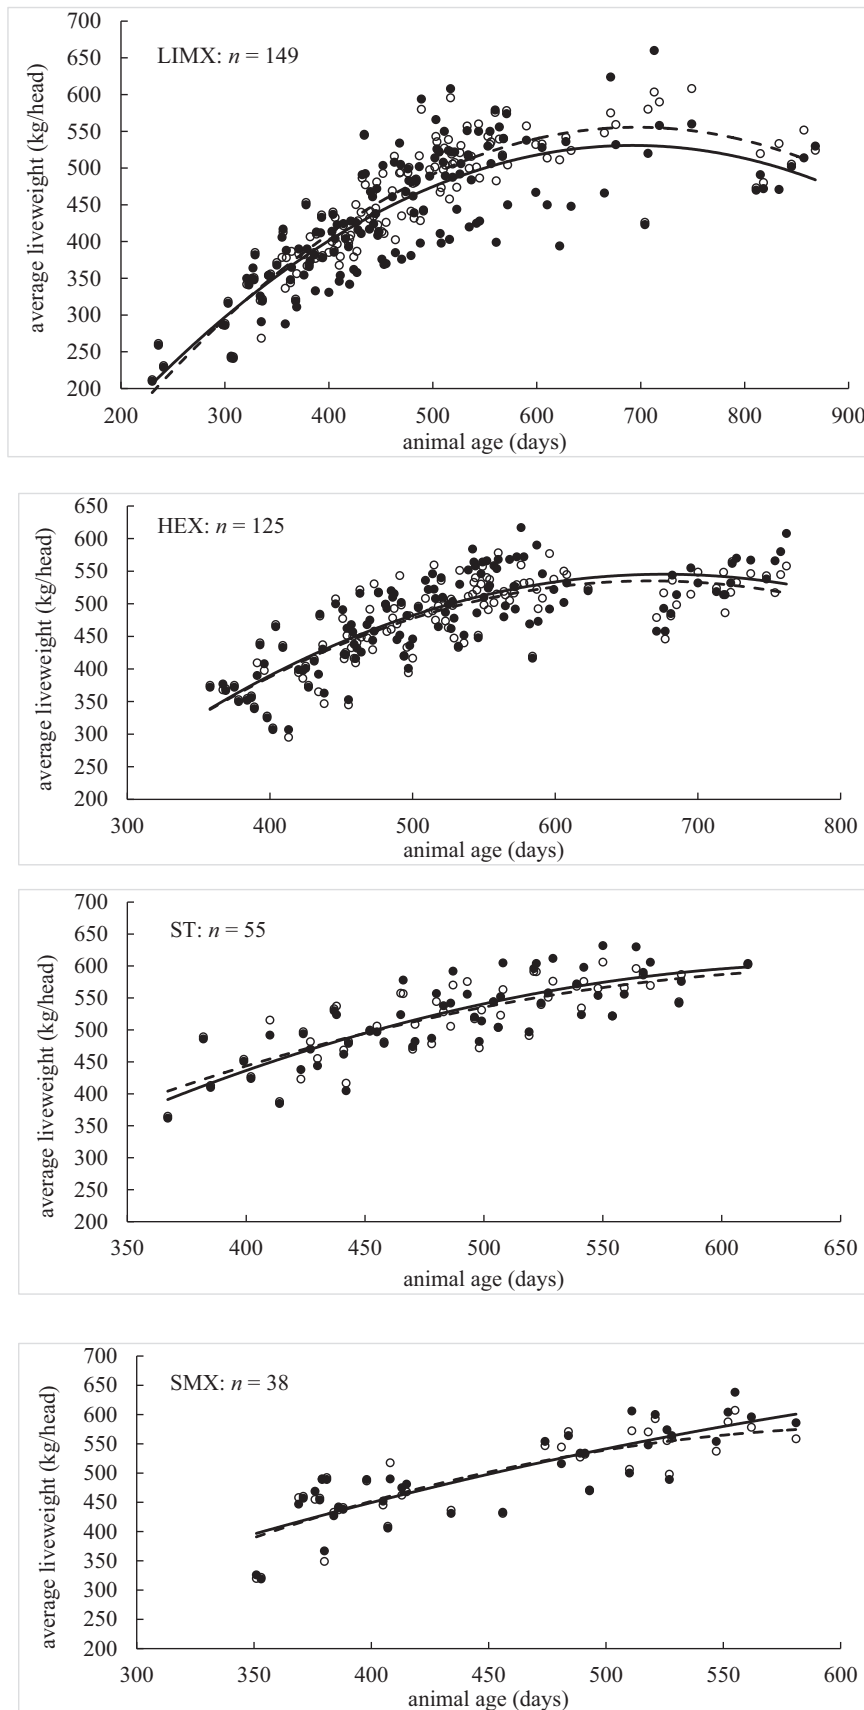 700
650
600
550
500
450
400
350
300
250
200
LIMX: n = 149
average liveweight (kg/head)
200 300 400 500 600 700 800 900
animal age (days)
650
600
550
500
450
400
350
300
250
200
HEX: n = 125
average liveweight (kg/head)
300 400 500 600 700 800
animal age (days)
700
650
600
550
500
450
400
350
300
250
200
ST: n = 55
average liveweight (kg/head)
350 400 450 500 550 600 650
animal age (days)
700
650
600
550
500
450
400
350
300
250
200
SMX: n = 38
average liveweight (kg/head)
300 350 400 450 500 550 600
animal age (days)